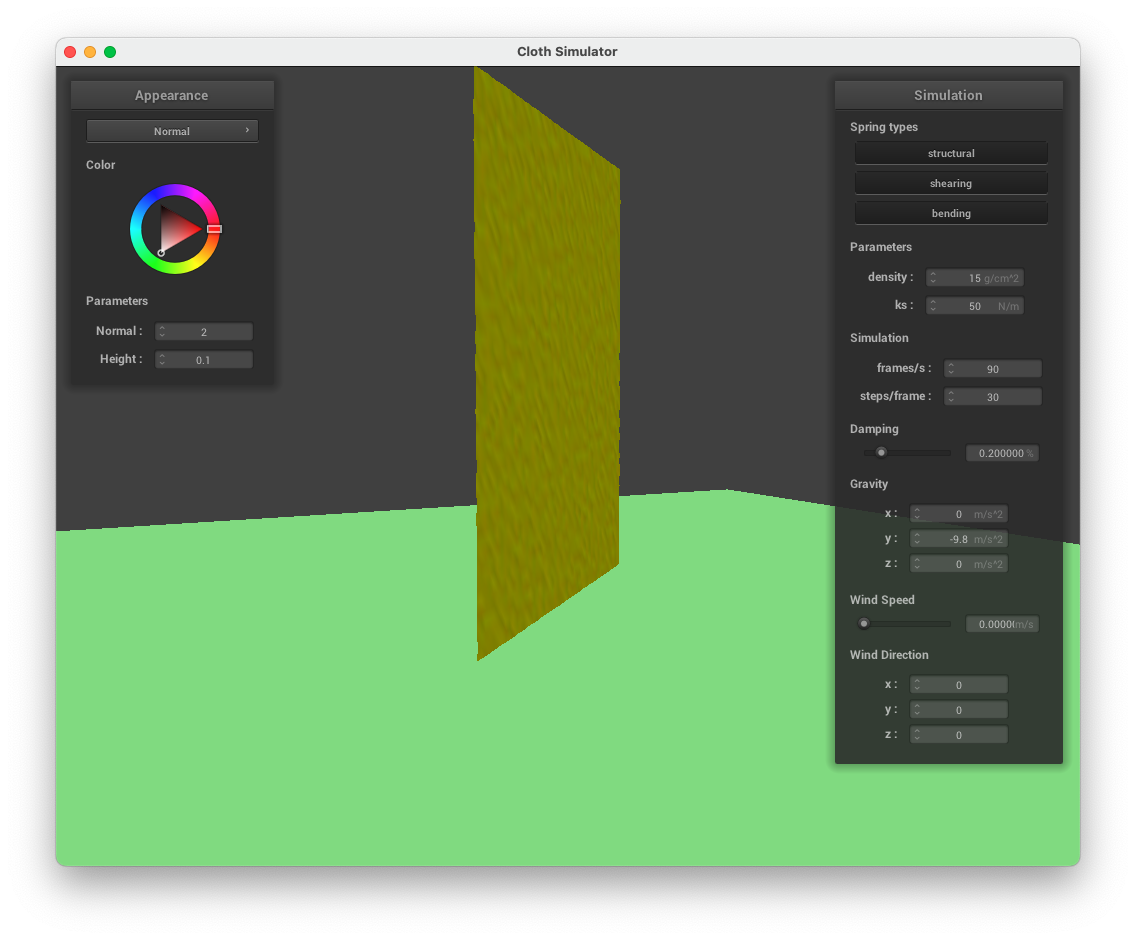 Cloth Simulator
Appearance
Normal ›
Color
Parameters
Normal : 2
Height : 0.1
Simulation
Spring types
structural
shearing
bending
Parameters
density : 15 g/cm^2
ks : 50 N/m
Simulation
frames/s : 90
steps/frame : 30
Damping
0.200000 %
Gravity
x : 0 m/s^2
y : -9.8 m/s^2
z : 0 m/s^2
Wind Speed
0.0000 m/s
Wind Direction
x : 0
y : 0
z : 0